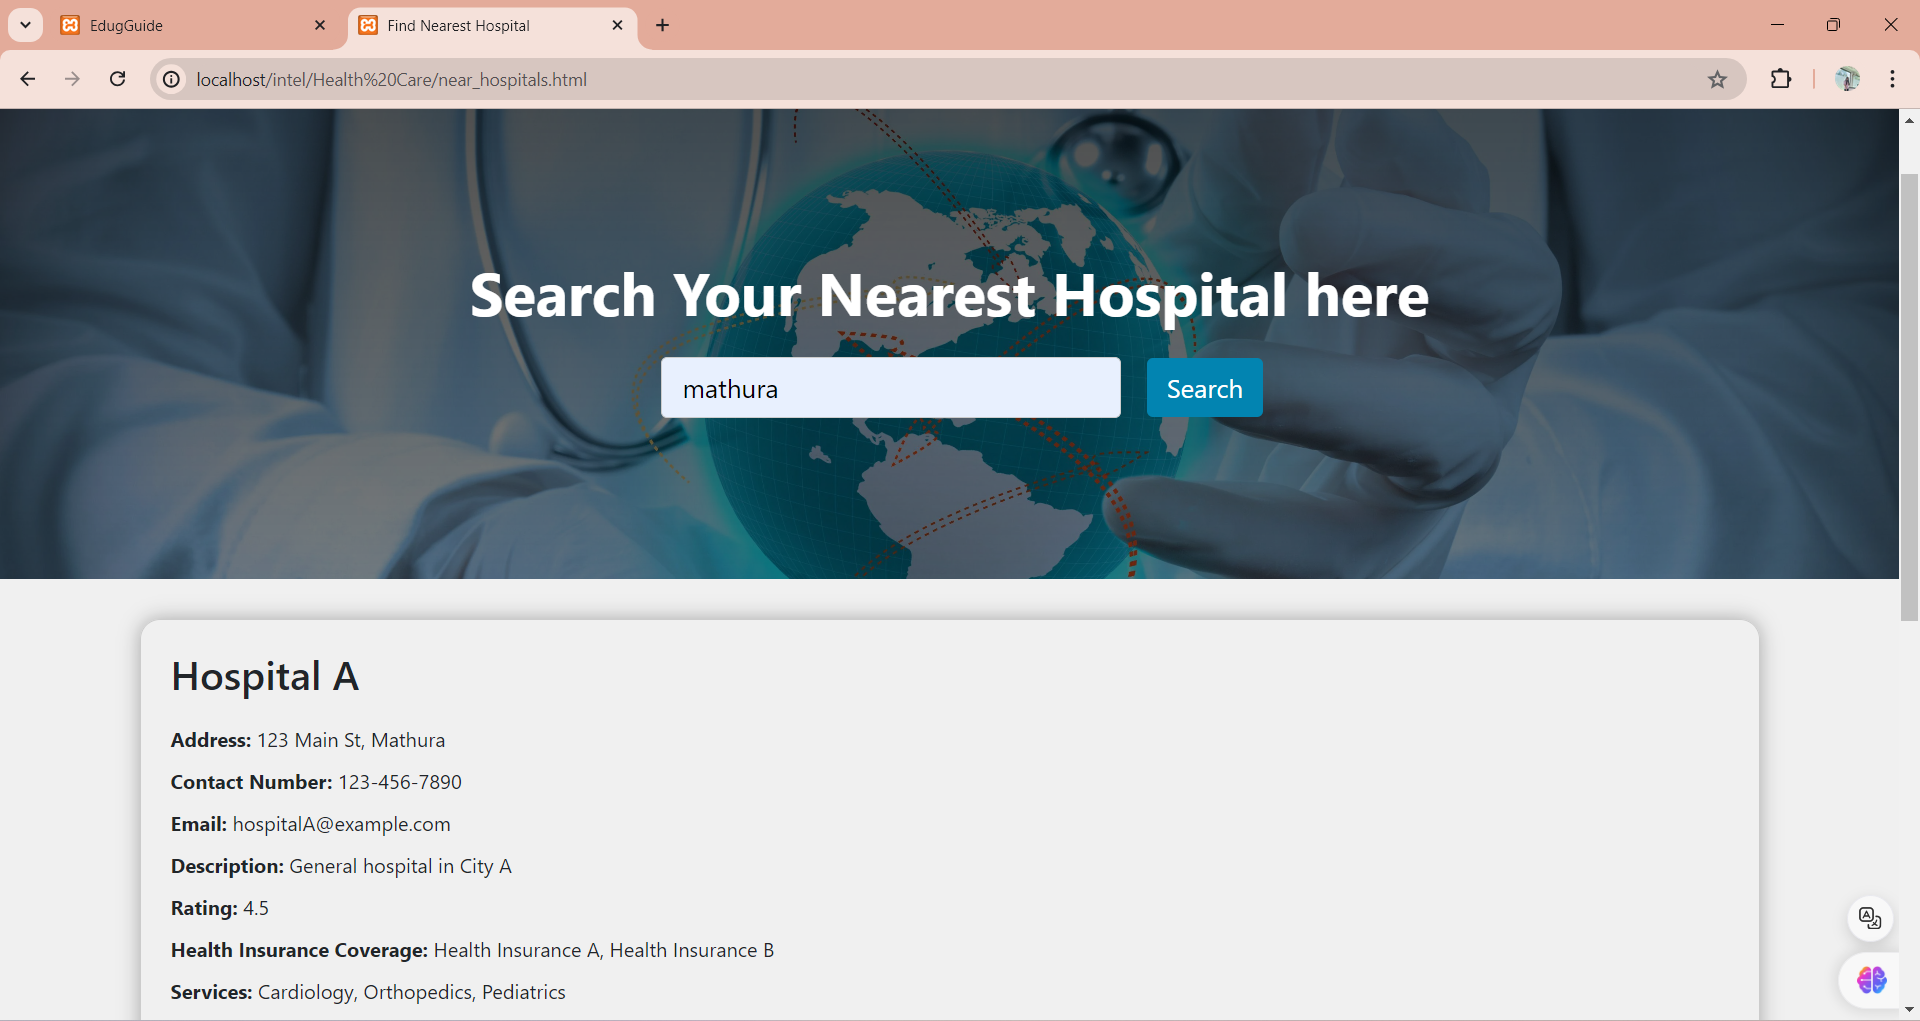 EdugGuide
Find Nearest Hospital
localhost/intel/Health%20Care/near_hospitals.html
Search Your Nearest Hospital here
mathura
Search
Hospital A
Address: 123 Main St, Mathura
Contact Number: 123-456-7890
Email: hospitalA@example.com
Description: General hospital in City A
Rating: 4.5
Health Insurance Coverage: Health Insurance A, Health Insurance B
Services: Cardiology, Orthopedics, Pediatrics